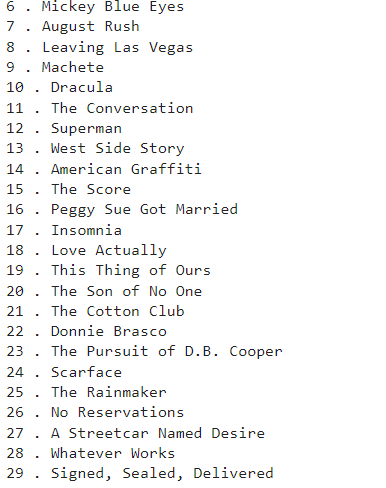 6 . Mickey Blue Eyes
7 . August Rush
8 . Leaving Las Vegas
9 . Machete
10 . Dracula
11 . The Conversation
12 . Superman
13 . West Side Story
14 . American Graffiti
15 . The Score
16 . Peggy Sue Got Married
17 . Insomnia
18 . Love Actually
19 . This Thing of Ours
20 . The Son of No One
21 . The Cotton Club
22 . Donnie Brasco
23 . The Pursuit of D.B. Cooper
24 . Scarface
25 . The Rainmaker
26 . No Reservations
27 . A Streetcar Named Desire
28 . Whatever Works
29 . Signed, Sealed, Delivered